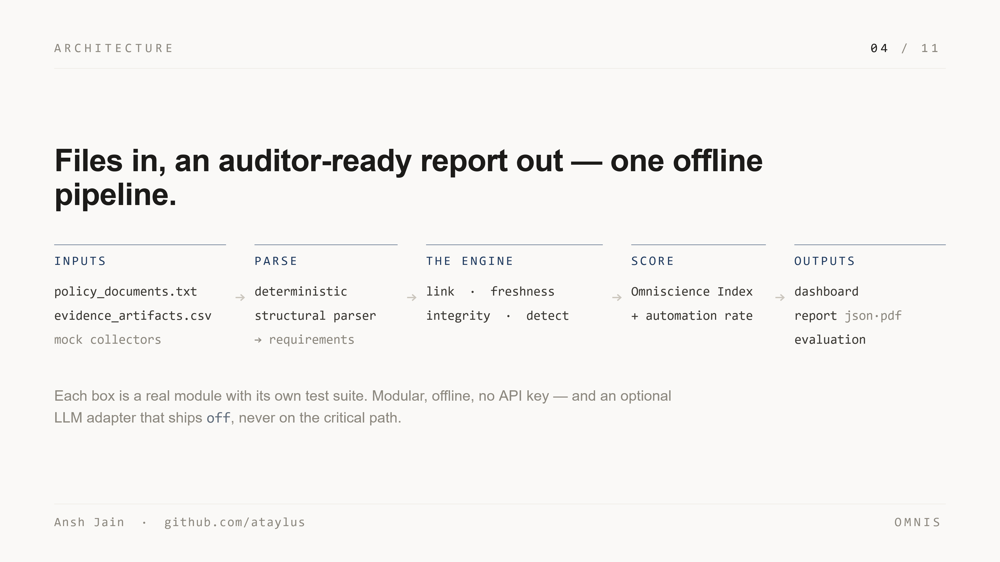 ARCHITECTURE
04 / 11
Files in, an auditor-ready report out — one offline
pipeline.
INPUTS
policy_documents.txt
evidence_artifacts.csv
mock collectors
→
PARSE
deterministic
structural parser
→ requirements
→
THE ENGINE
link · freshness
integrity · detect
→
SCORE
Omniscience Index
+ automation rate
→
OUTPUTS
dashboard
report json·pdf
evaluation
Each box is a real module with its own test suite. Modular, offline, no API key — and an optional
LLM adapter that ships off, never on the critical path.
Ansh Jain · github.com/ataylus
OMNIS